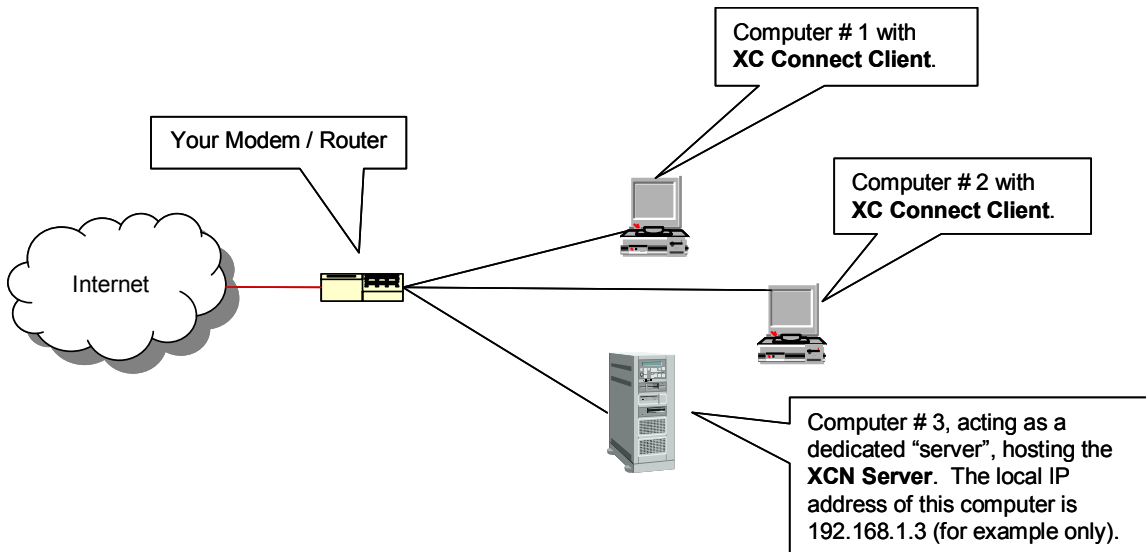 Computer # 1 with
XC Connect Client.
Your Modem / Router
Computer # 2 with
XC Connect Client.
Internet
Computer # 3, acting as a
dedicated “server”, hosting the
XCN Server.  The local IP
address of this computer is
192.168.1.3 (for example only).